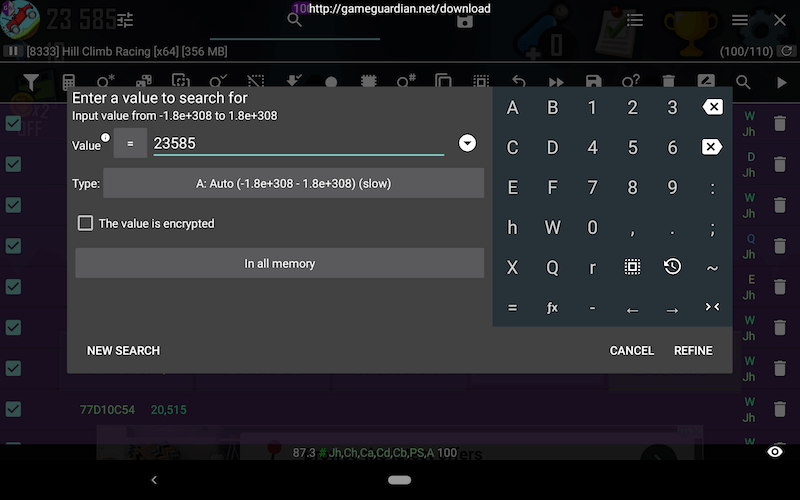 http://gameguardian.net/download
23 585
[8333] Hill Climb Racing [x64] [356 MB]
(100/110)
Enter a value to search for
Input value from -1.8e+308 to 1.8e+308
Value
=
23585
Type:
A: Auto (-1.8e+308 - 1.8e+308) (slow)
The value is encrypted
In all memory
A B 1 2 3
C D 4 5 6
E F 7 8 9 :
h W 0 , . ;
X Q r ~
= ƒx - ← → ><
NEW SEARCH
CANCEL
REFINE
x2
OFF
W
Jh
D
Jh
W
Jh
Q
Jh
E
Jh
W
Jh
W
Jh
77D10C54 20,515
W
Jh
W
87.3 # Jh,Ch,Ca,Cd,Cb,PS,A 100